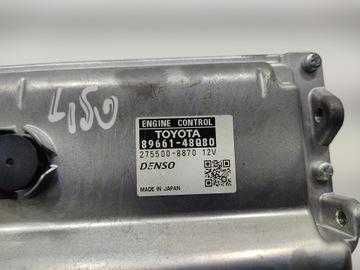 L150
ENGINE CONTROL
TOYOTA
89661-48Q80
275500-8870 12V
DENSO
MADE IN JAPAN